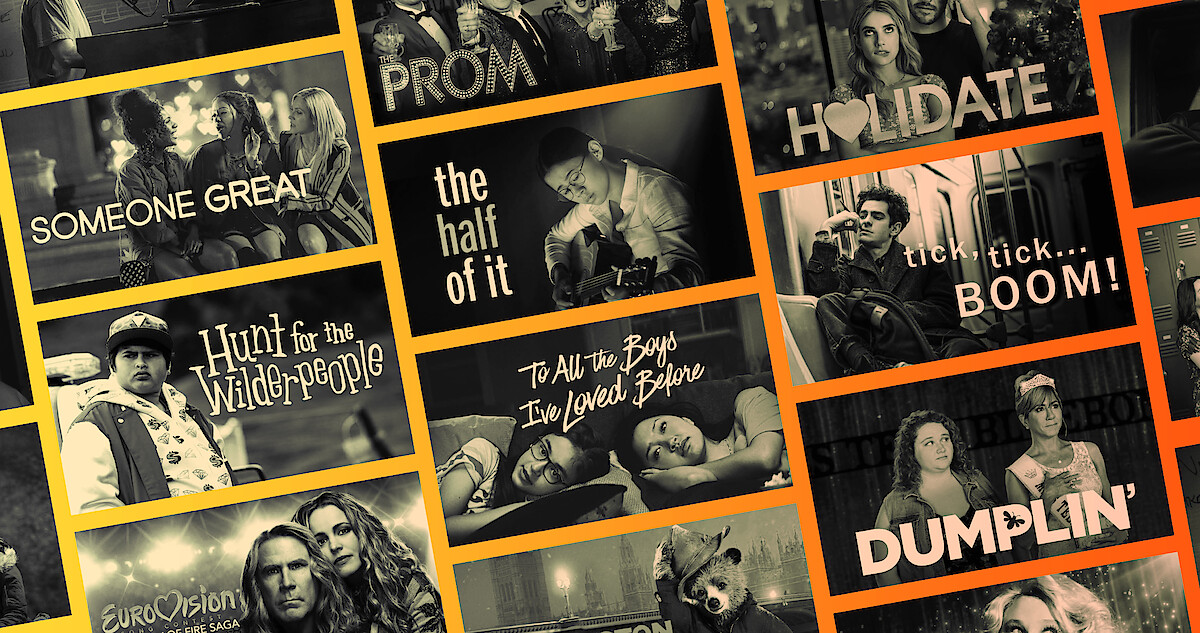 THE
PROM
HOLIDATE
SOMEONE GREAT
the
half
of it
tick, tick...
BOOM!
Hunt for the
Wilderpeople
To All the Boys
I've Loved Before
DUMPLIN'
EUROVISION
SONG CONTEST
OF FIRE SAGA